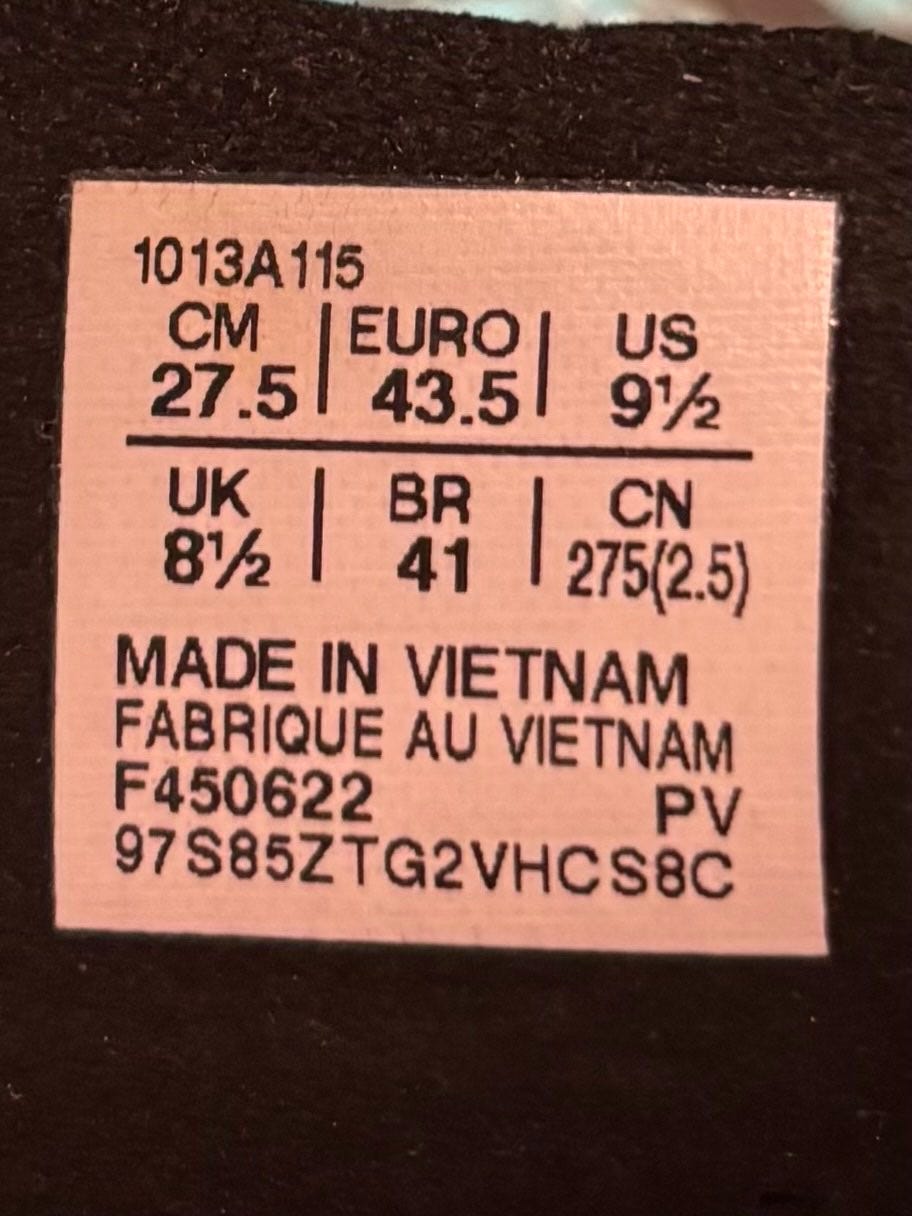 1013A115
CM | EURO | US
27.5 | 43.5 | 9½
UK | BR | CN
8½ | 41 | 275(2.5)
MADE IN VIETNAM
FABRIQUE AU VIETNAM
F450622 PV
97S85ZTG2VHCS8C